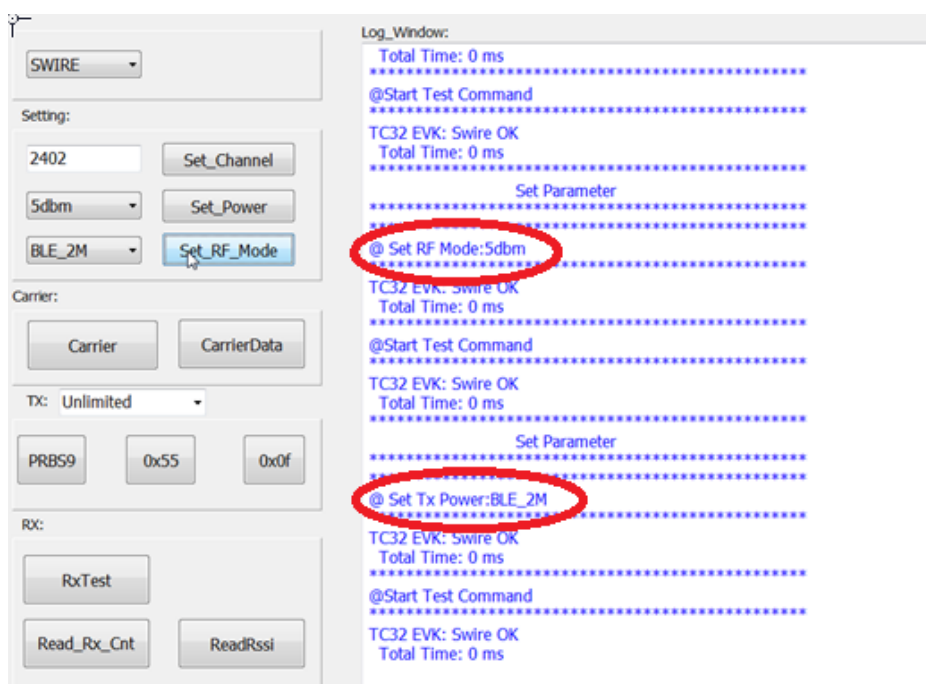 SWIRE
Setting:
2402
Set_Channel
5dbm
Set_Power
BLE_2M
Set_RF_Mode
Carrier:
Carrier
CarrierData
TX: Unlimited
PRBS9
0x55
0x0f
RX:
RxTest
Read_Rx_Cnt
ReadRssi
Log_Window:
Total Time: 0 ms
************************************************
@Start Test Command
************************************************
TC32 EVK: Swire OK
Total Time: 0 ms
************************************************
Set Parameter
************************************************
************************************************
@ Set RF Mode:5dbm
************************************************
TC32 EVK: Swire OK
Total Time: 0 ms
************************************************
@Start Test Command
************************************************
TC32 EVK: Swire OK
Total Time: 0 ms
************************************************
Set Parameter
************************************************
************************************************
@ Set Tx Power:BLE_2M
************************************************
TC32 EVK: Swire OK
Total Time: 0 ms
************************************************
@Start Test Command
************************************************
TC32 EVK: Swire OK
Total Time: 0 ms